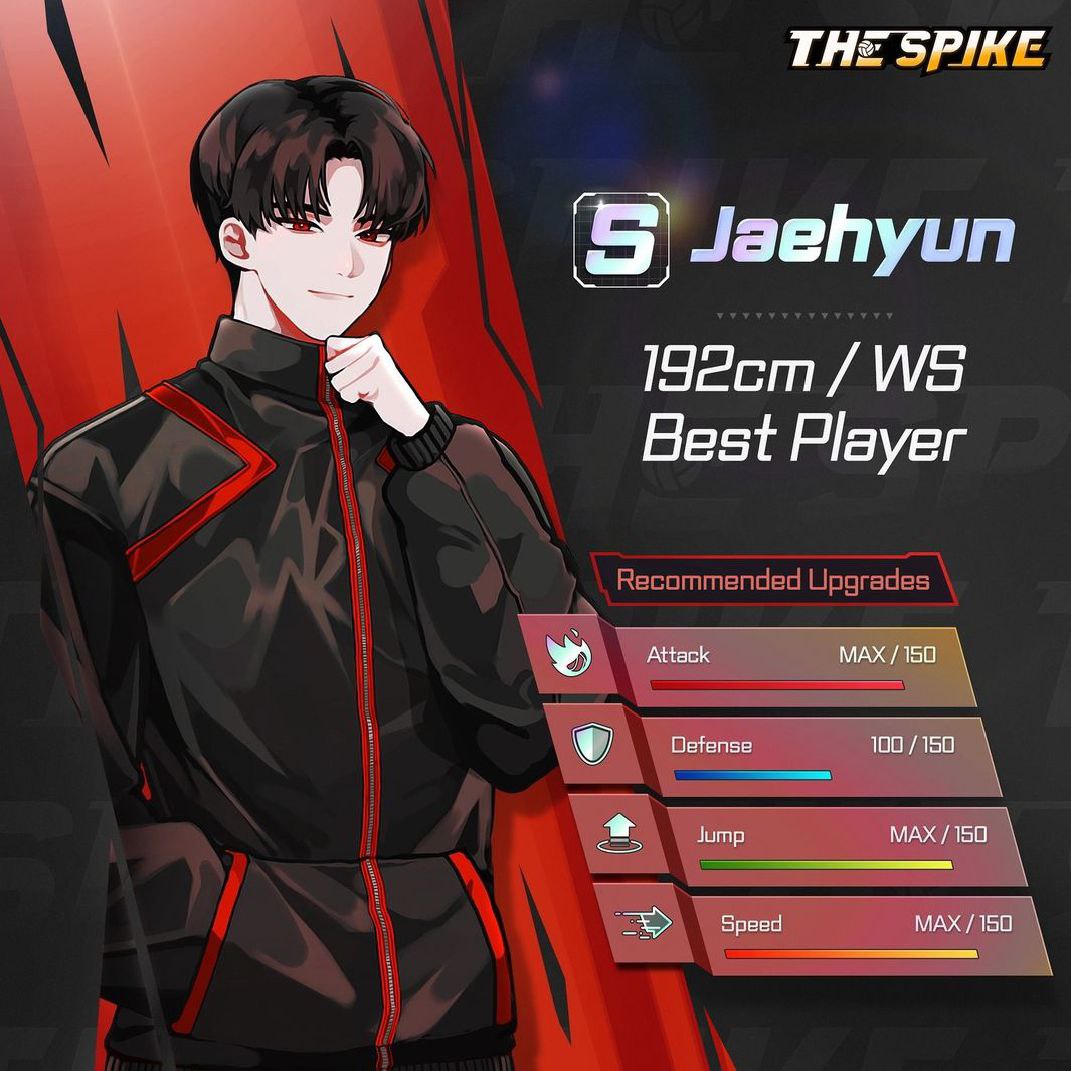 THE SPIKE
S Jaehyun
192cm / WS
Best Player
Recommended Upgrades
Attack MAX / 150
Defense 100 / 150
Jump MAX / 150
Speed MAX / 150